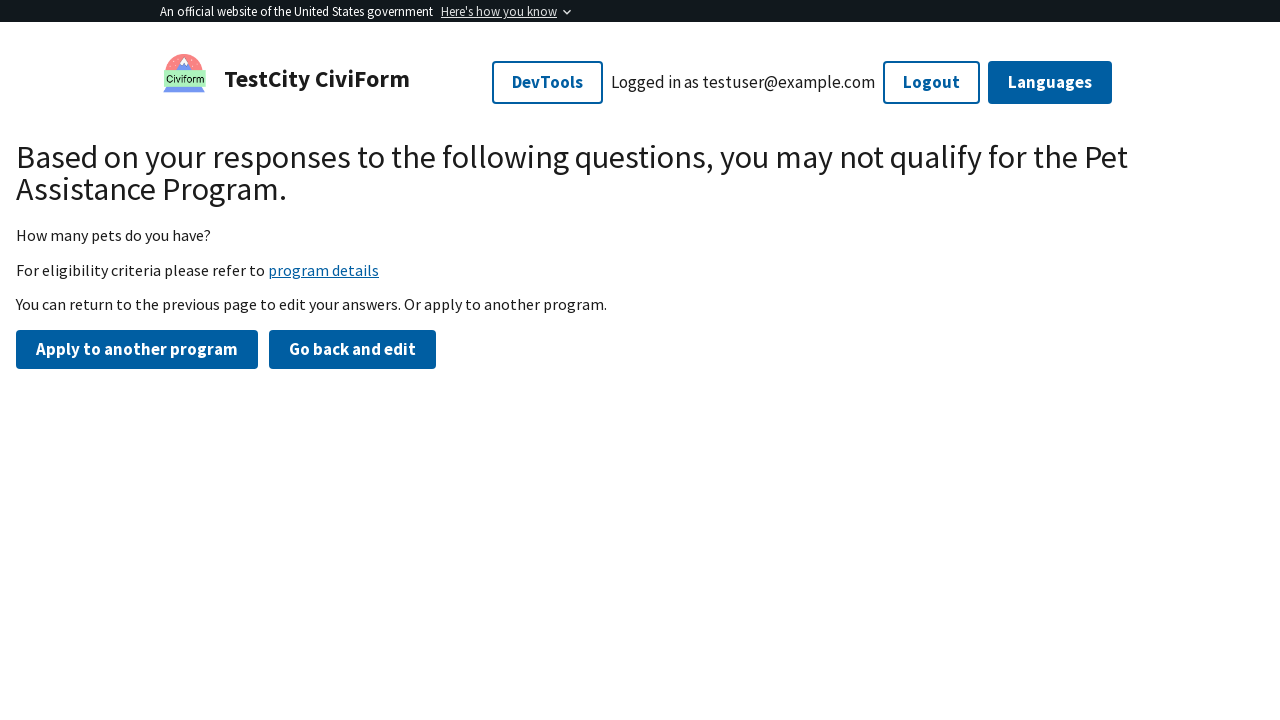 An official website of the United States government Here's how you know
Civiform
TestCity CiviForm
DevTools Logged in as testuser@example.com Logout Languages
Based on your responses to the following questions, you may not qualify for the Pet
Assistance Program.
How many pets do you have?
For eligibility criteria please refer to program details
You can return to the previous page to edit your answers. Or apply to another program.
Apply to another program Go back and edit